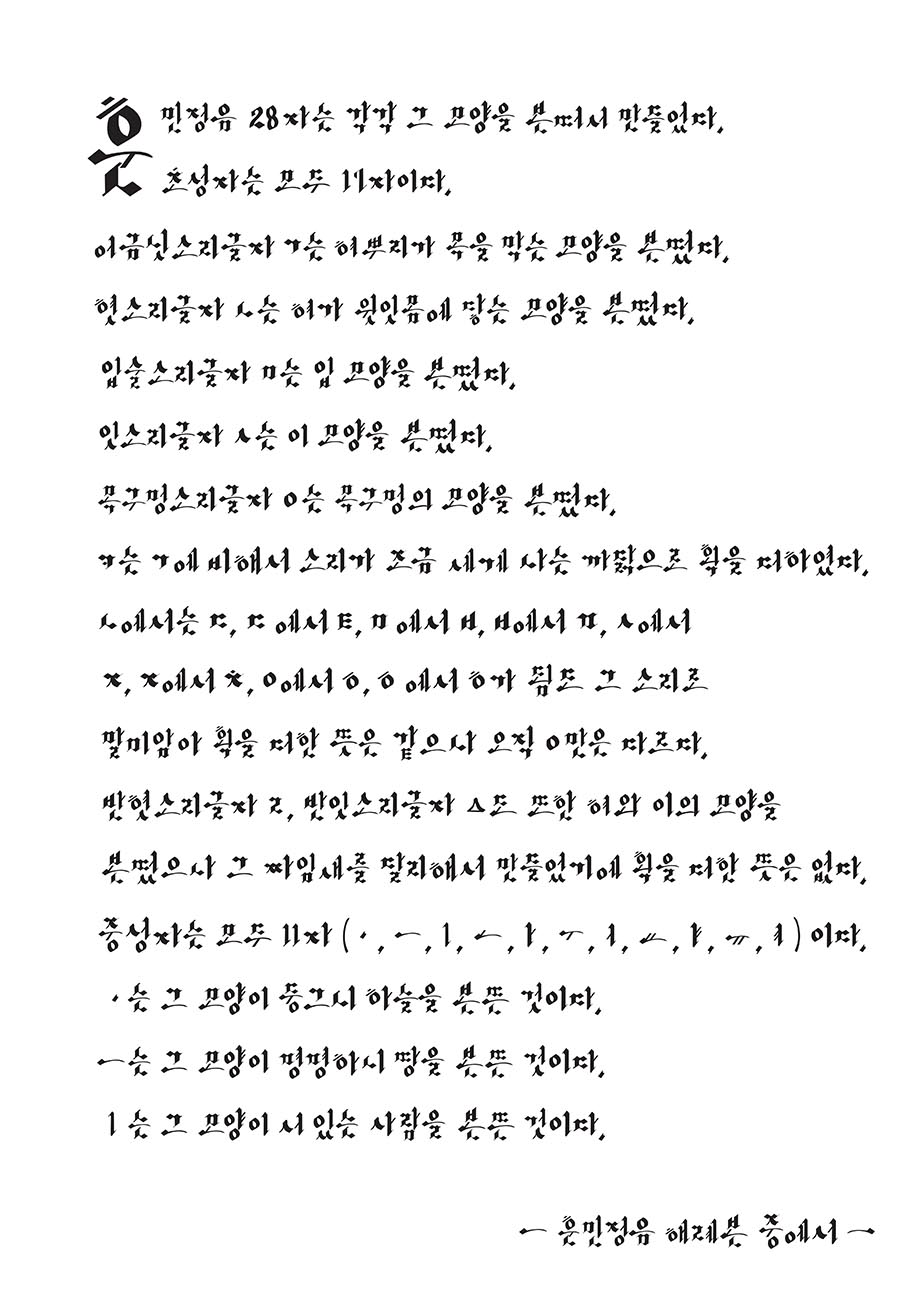 훈민정음 28자는 각각 그 모양을 본떠서 만들었다.
초성자는 모두 17자이다.
어금닛소리글자 ㄱ는 혀뿌리가 목을 막는 모양을 본떴다.
혓소리글자 ㄴ는 혀가 윗잇몸에 닿는 모양을 본떴다.
입술소리글자 ㅁ는 입 모양을 본떴다.
잇소리글자 ㅅ는 이 모양을 본떴다.
목구멍소리글자 ㅇ는 목구멍의 모양을 본떴다.
ㅋ는 ㄱ에 비해서 소리가 조금 세게 나는 까닭으로 획을 더하였다.
ㄴ에서는 ㄷ, ㄷ에서 ㅌ, ㅁ에서 ㅂ, ㅂ에서 ㅍ, ㅅ에서
ㅈ, ㅈ에서 ㅊ, ㅇ에서 ㆆ, ㆆ에서 ㅎ가 됨도 그 소리로
말미암아 획을 더한 뜻은 같으나 오직 ㆁ만은 다르다.
반혓소리글자 ㄹ, 반잇소리글자 ㅿ도 또한 혀와 이의 모양을
본떴으나 그 짜임새를 달리해서 만들었기에 획을 더한 뜻은 없다.
중성자는 모두 11자(ㆍ,ㅡ,ㅣ,ㅗ,ㅏ,ㅜ,ㅓ,ㅛ,ㅑ,ㅠ,ㅕ)이다.
ㆍ는 그 모양이 둥그니 하늘을 본뜬 것이다.
ㅡ는 그 모양이 평평하니 땅을 본뜬 것이다.
ㅣ는 그 모양이 서 있는 사람을 본뜬 것이다.
ㅡ 훈민정음 해례본 중에서 ㅡ